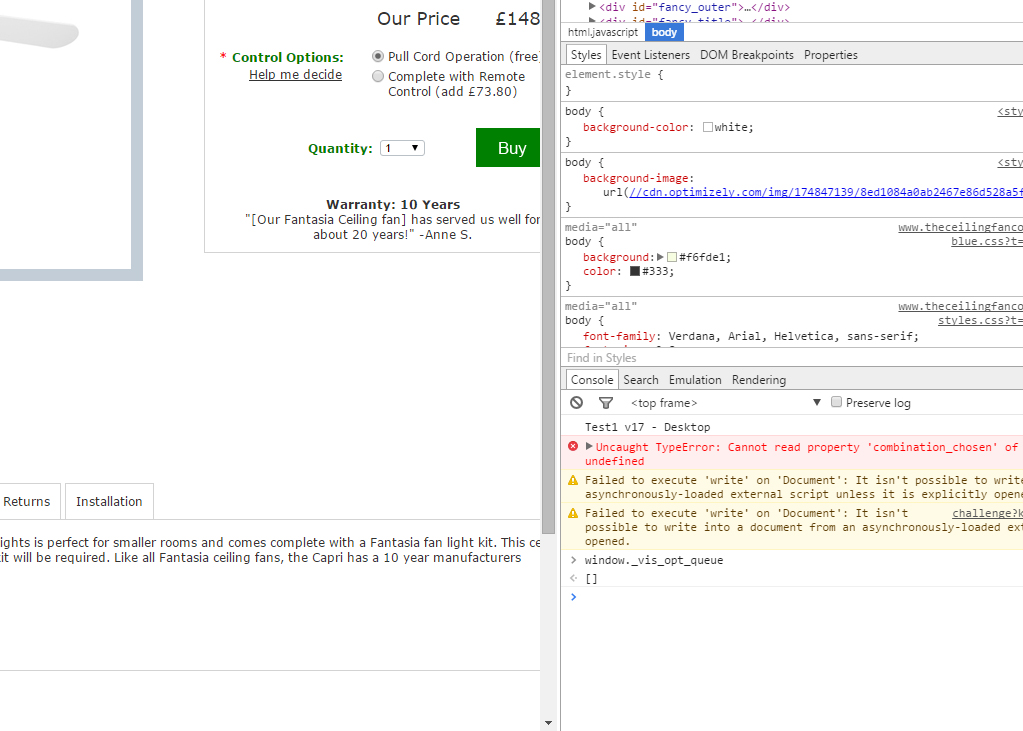 Our Price £148
* Control Options:
Help me decide
Pull Cord Operation (free
Complete with Remote
Control (add £73.80)
Quantity: 1
Buy
Warranty: 10 Years
"[Our Fantasia Ceiling fan] has served us well for
about 20 years!" -Anne S.
Returns
Installation
ights is perfect for smaller rooms and comes complete with a Fantasia fan light kit. This ce
it will be required. Like all Fantasia ceiling fans, the Capri has a 10 year manufacturers
<div id="fancy_outer">…</div>
<div id="fancy_title">…</div>
html.javascript body
Styles Event Listeners DOM Breakpoints Properties
element.style {
}
body { <sty
background-color: white;
}
body { <sty
background-image:
url(//cdn.optimizely.com/img/174847139/8ed1084a0ab2467e86d528a5f
}
media="all" www.theceilingfanco
body { blue.css?t=
background: #f6fde1;
color: #333;
}
media="all" www.theceilingfanco
body { styles.css?t=
font-family: Verdana, Arial, Helvetica, sans-serif;
Find in Styles
Console Search Emulation Rendering
<top frame> Preserve log
Test1 v17 - Desktop
Uncaught TypeError: Cannot read property 'combination_chosen' of
undefined
Failed to execute 'write' on 'Document': It isn't possible to write
asynchronously-loaded external script unless it is explicitly opene
Failed to execute 'write' on 'Document': It isn't challenge?k
possible to write into a document from an asynchronously-loaded ext
opened.
> window._vis_opt_queue
[]
>